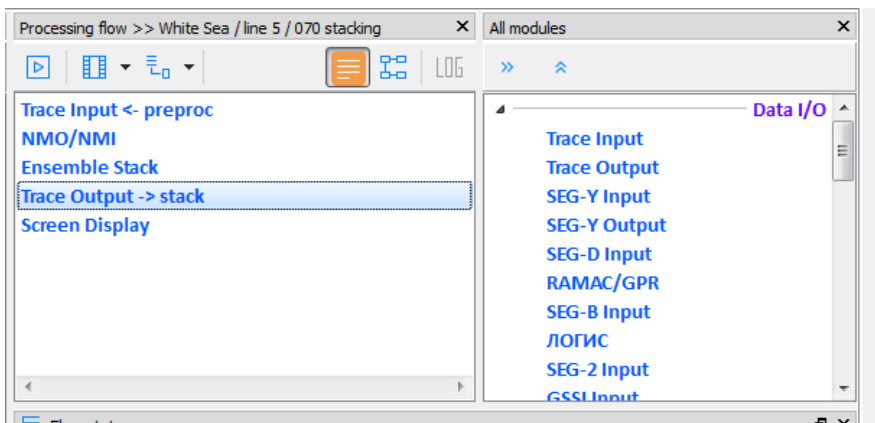 Processing flow >> White Sea / line 5 / 070 stacking
LOG
Trace Input <- preproc
NMO/NMI
Ensemble Stack
Trace Output -> stack
Screen Display
All modules
Data I/O
Trace Input
Trace Output
SEG-Y Input
SEG-Y Output
SEG-D Input
RAMAC/GPR
SEG-B Input
ЛОГИС
SEG-2 Input
GSSI Input